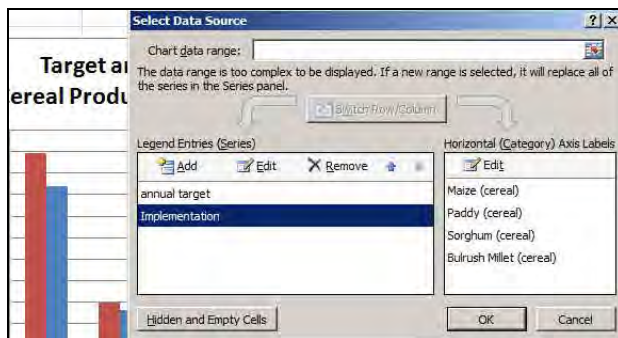 Select Data Source
? X
Target a
Chart data range:
ereal Produ
The data range is too complex to be displayed. If a new range is selected, it will replace all of
the series in the Series panel.
Switch Row/Column
Legend Entries (Series)
Add Edit Remove
annual target
Implementation
Horizontal (Category) Axis Labels
Edit
Maize (cereal)
Paddy (cereal)
Sorghum (cereal)
Bulrush Millet (cereal)
Hidden and Empty Cells
OK Cancel